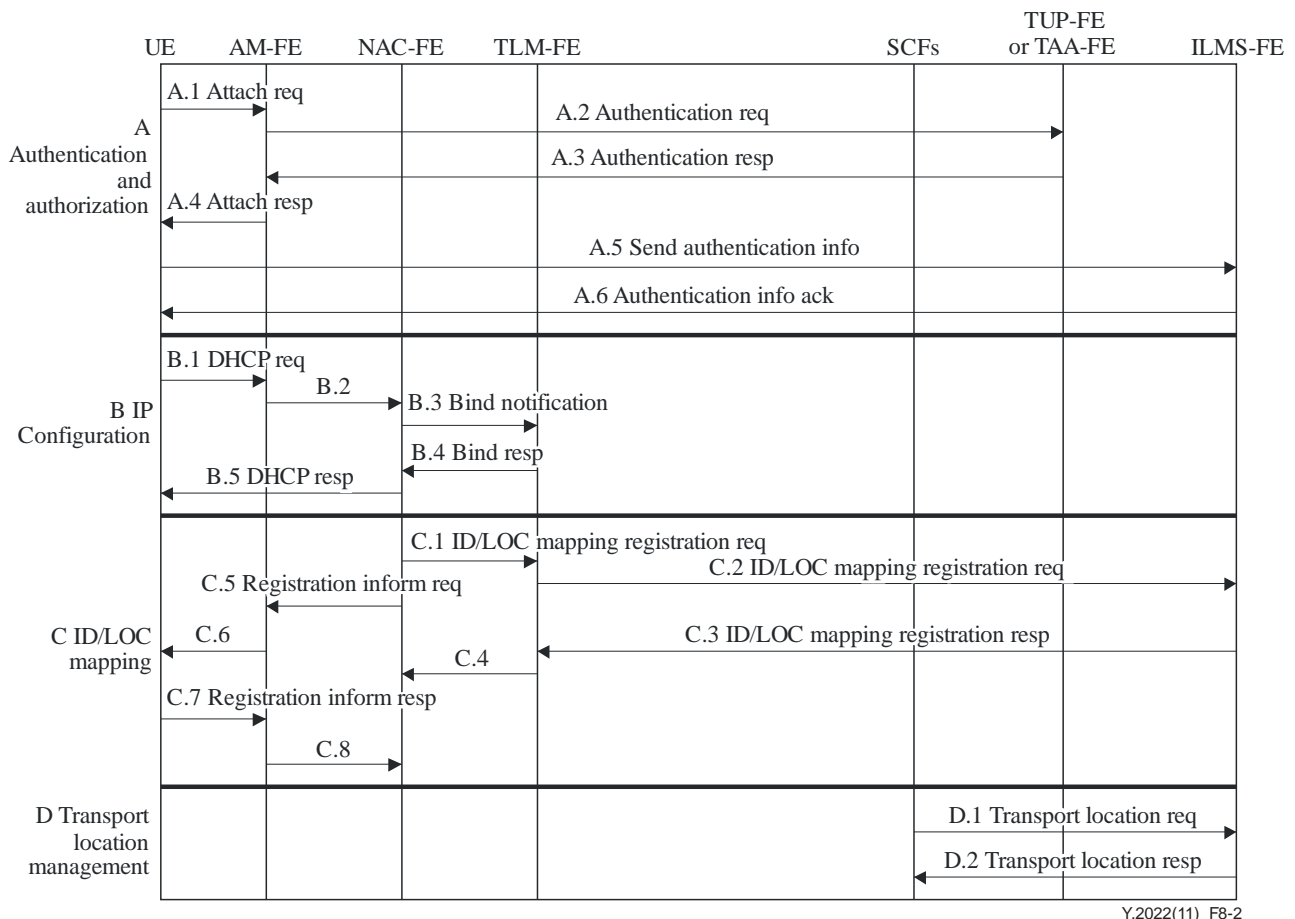 TUP-FE
UE AM-FE NAC-FE TLM-FE SCFs or TAA-FE ILMS-FE
A.1 Attach req
A.2 Authentication req
A
Authentication
and
authorization
A.3 Authentication resp
A.4 Attach resp
A.5 Send authentication info
A.6 Authentication info ack
B.1 DHCP req
B.2
B.3 Bind notification
B IP
Configuration
B.4 Bind resp
B.5 DHCP resp
C.1 ID/LOC mapping registration req
C.2 ID/LOC mapping registration req
C.5 Registration inform req
C ID/LOC
mapping
C.6
C.3 ID/LOC mapping registration resp
C.4
C.7 Registration inform resp
C.8
D Transport
location
management
D.1 Transport location req
D.2 Transport location resp
Y.2022(11)_F8-2